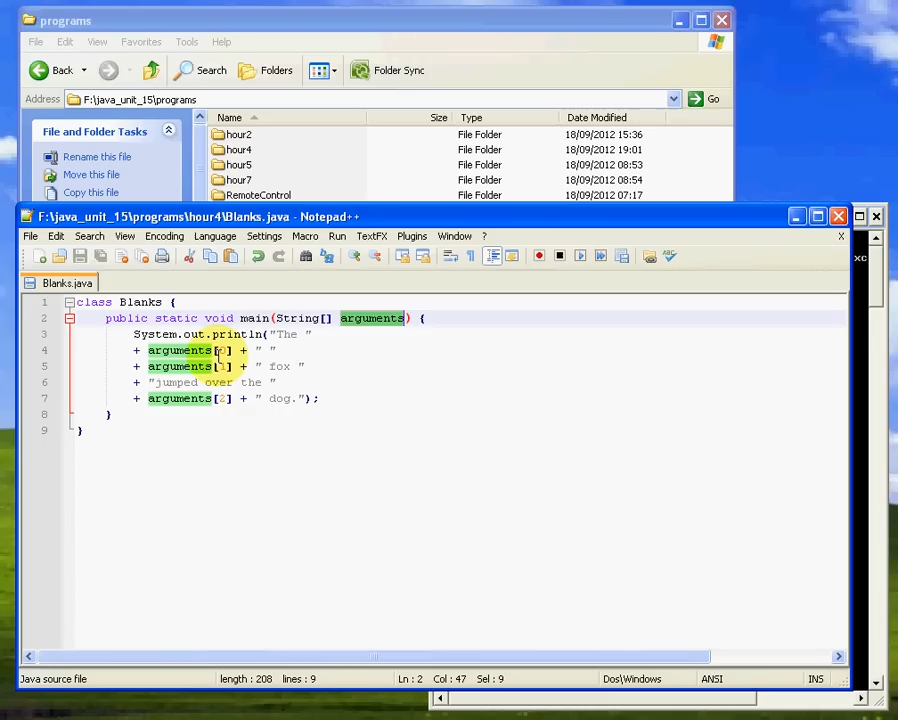 programs
File Edit View Favorites Tools Help
Back Search Folders Folder Sync
Address F:\java_unit_15\programs Go
File and Folder Tasks
Rename this file
Move this file
Copy this file
Name Size Type Date Modified
hour2 File Folder 18/09/2012 15:36
hour4 File Folder 18/09/2012 19:01
hour5 File Folder 18/09/2012 08:53
hour7 File Folder 18/09/2012 08:54
RemoteControl File Folder 18/09/2012 07:17
F:\java_unit_15\programs\hour4\Blanks.java - Notepad++
File Edit Search View Encoding Language Settings Macro Run TextFX Plugins Window ? X
xc
Blanks.java
1 class Blanks {
2 public static void main(String[] arguments) {
3 System.out.println("The "
4 + arguments[0] + " "
5 + arguments[1] + " fox "
6 + "jumped over the "
7 + arguments[2] + " dog.");
8 }
9 }
Java source file length : 208 lines : 9 Ln : 2 Col : 47 Sel : 9 Dos\Windows ANSI INS